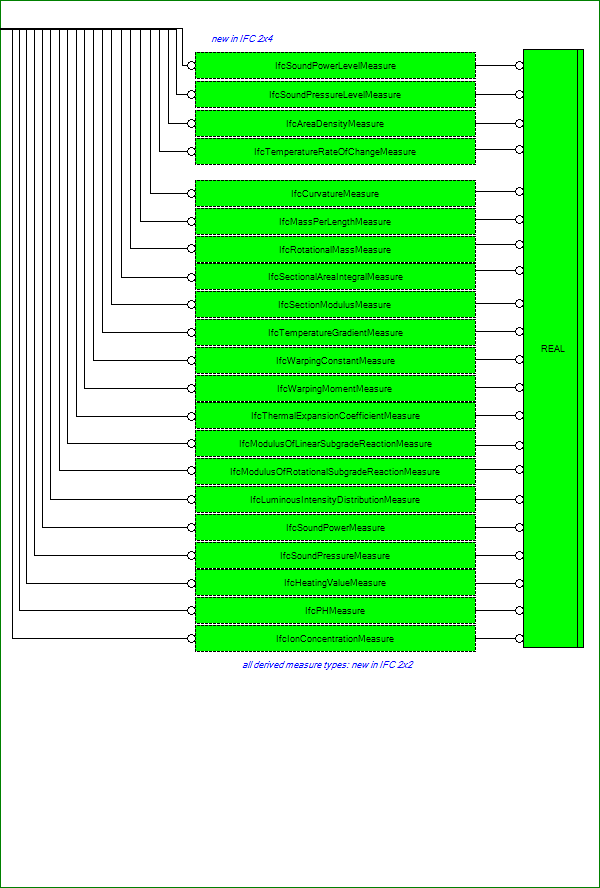 new in IFC 2x4
IfcSoundPowerLevelMeasure
IfcSoundPressureLevelMeasure
IfcAreaDensityMeasure
IfcTemperatureRateOfChangeMeasure
IfcCurvatureMeasure
IfcMassPerLengthMeasure
IfcRotationalMassMeasure
IfcSectionalAreaIntegralMeasure
IfcSectionModulusMeasure
IfcTemperatureGradientMeasure
REAL
IfcWarpingConstantMeasure
IfcWarpingMomentMeasure
IfcThermalExpansionCoefficientMeasure
IfcModulusOfLinearSubgradeReactionMeasure
IfcModulusOfRotationalSubgradeReactionMeasure
IfcLuminousIntensityDistributionMeasure
IfcSoundPowerMeasure
IfcSoundPressureMeasure
IfcHeatingValueMeasure
IfcPHMeasure
IfcIonConcentrationMeasure
all derived measure types: new in IFC 2x2